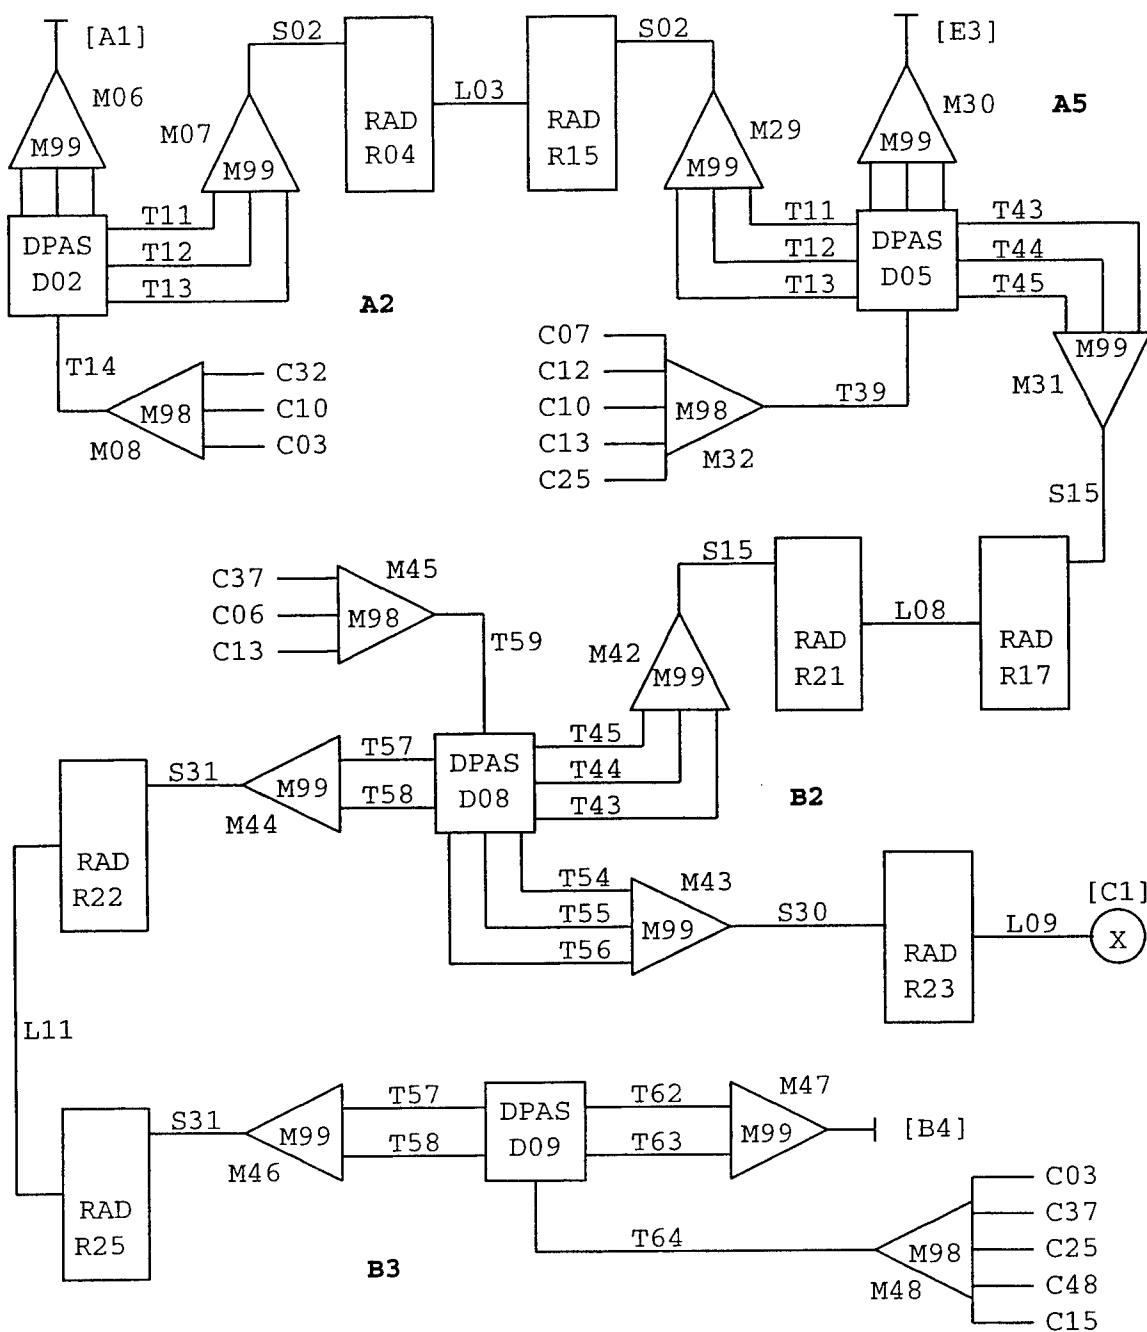 [A1]
S02
S02
[E3]
M06
M07
L03
M29
M30
A5
M99
M99
RAD
R04
RAD
R15
M99
M99
T11
T12
T13
DPAS
D02
T11
T12
T13
DPAS
D05
T43
T44
T45
A2
M99
M31
T14
C32
C10
C03
M98
M08
C07
C12
C10
C13
C25
M98
M32
T39
S15
S15
C37
C06
C13
M45
M98
T59
M42
M99
RAD
R21
L08
RAD
R17
S31
M99
M44
T57
T58
DPAS
D08
T45
T44
T43
B2
RAD
R22
T54
T55
T56
M43
M99
S30
RAD
R23
L09
[C1]
X
L11
S31
M99
M46
T57
T58
DPAS
D09
T62
T63
M47
M99
[B4]
RAD
R25
B3
T64
M98
M48
C03
C37
C25
C48
C15